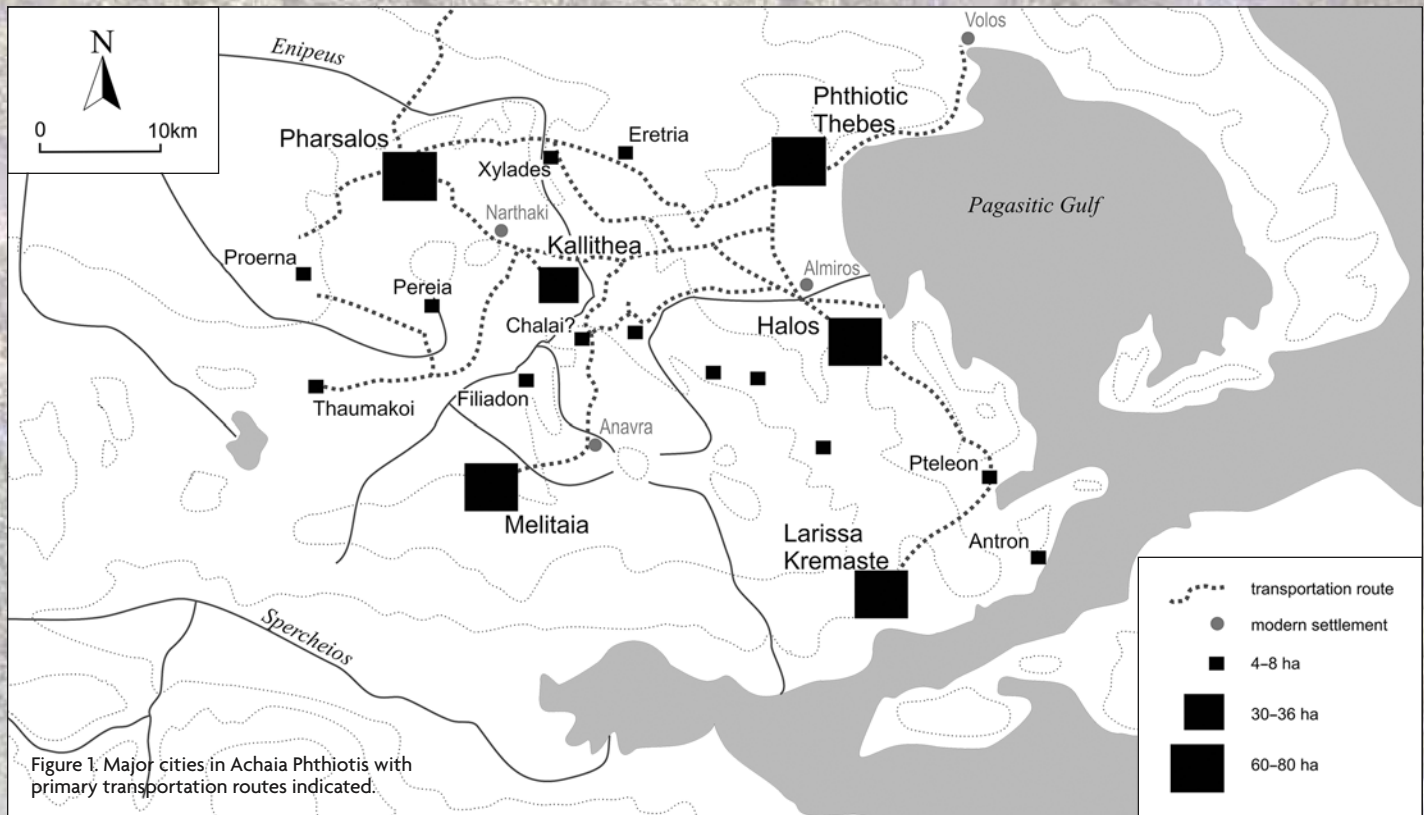 N
0 10km
Enipeus
Volos
Phthiotic
Thebes
Pharsalos
Eretria
Xylades
Narthaki
Pagasitic Gulf
Kallithea
Proerna
Almiros
Pereia
Chalai?
Halos
Thaumakoi
Filiadon
Anavra
Pteleon
Melitaia
Larissa
Kremaste
Antron
Spercheios
transportation route
modern settlement
4–8 ha
30–36 ha
60–80 ha
Figure 1. Major cities in Achaia Phthiotis with
primary transportation routes indicated.